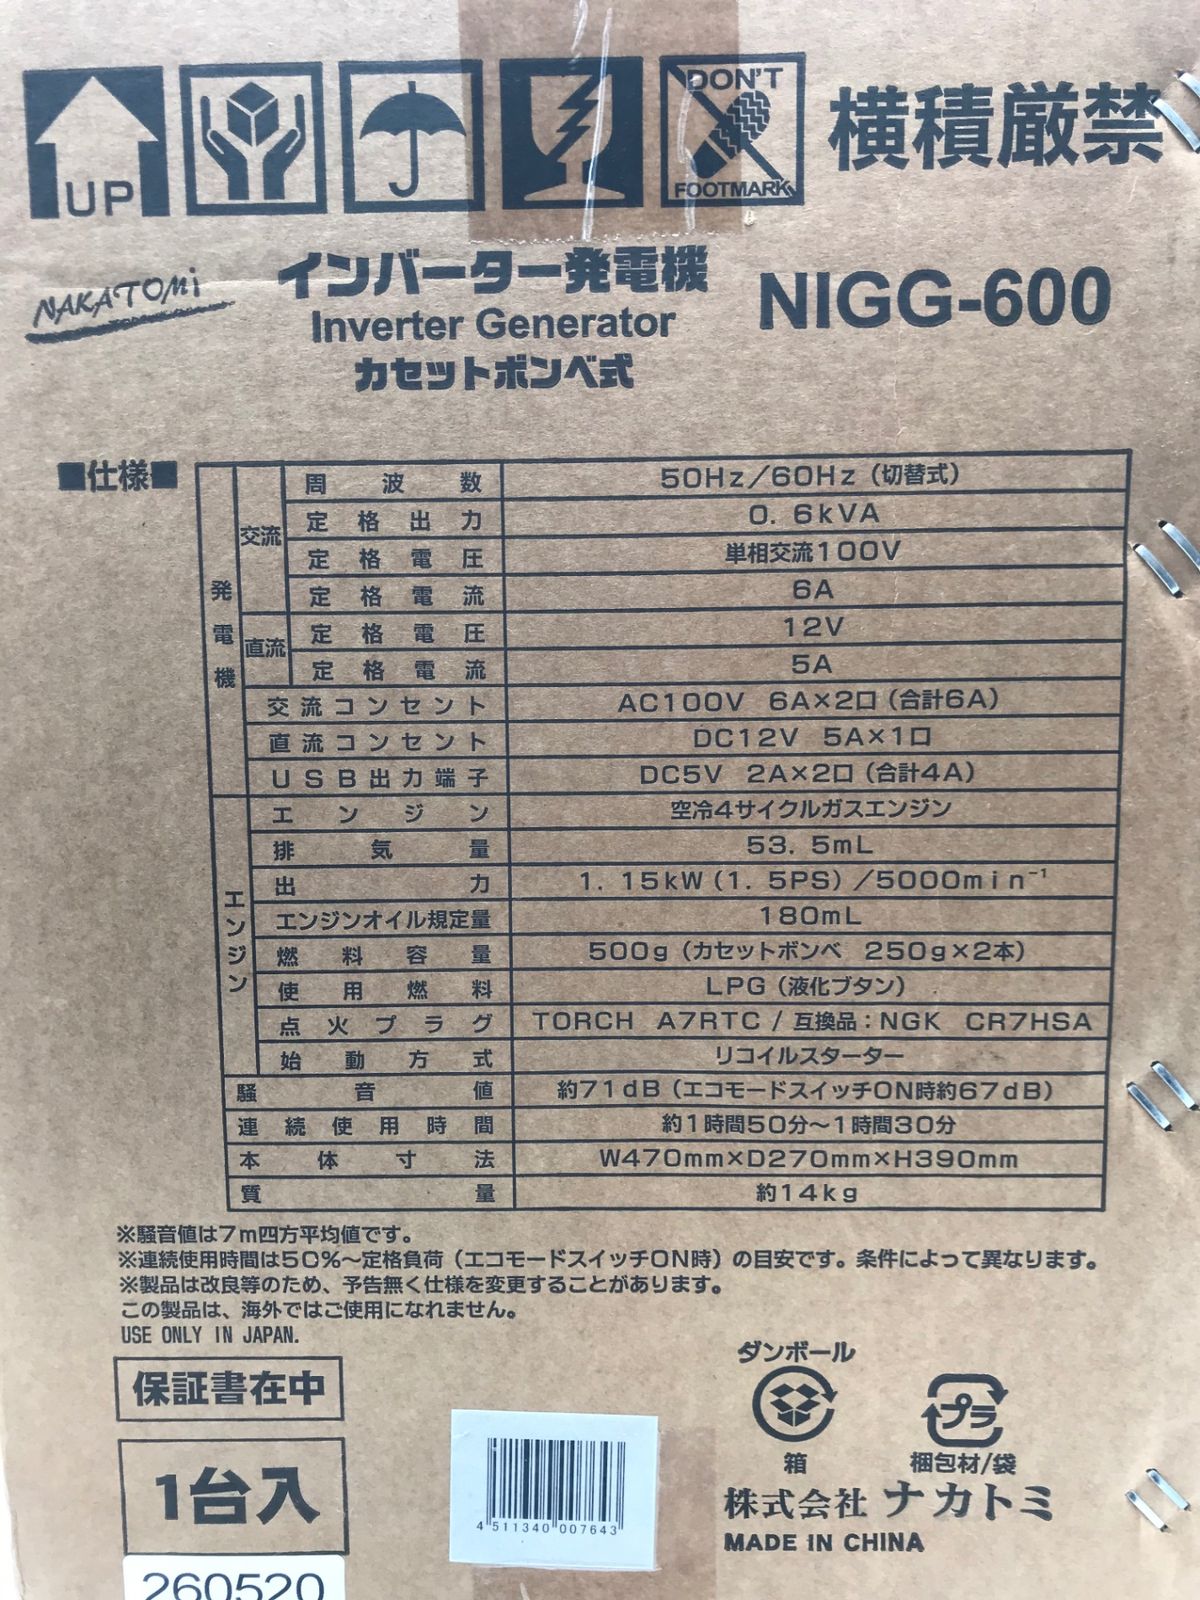 UP
DON'T
FOOTMARK
横積厳禁
NAKATOMi
インバーター発電機
Inverter Generator
カセットボンベ式
NIGG-600
■仕様■
発電機
交流
周波数 50Hz/60Hz(切替式)
定格出力 0.6kVA
定格電圧 単相交流100V
定格電流 6A
直流
定格電圧 12V
定格電流 5A
交流コンセント AC100V 6A×2口(合計6A)
直流コンセント DC12V 5A×1口
USB出力端子 DC5V 2A×2口(合計4A)
エンジン
エンジン 空冷4サイクルガスエンジン
排気量 53.5mL
出力 1.15kW(1.5PS)/5000min⁻¹
エンジンオイル規定量 180mL
燃料容量 500g(カセットボンベ 250g×2本)
使用燃料 LPG(液化ブタン)
点火プラグ TORCH A7RTC/互換品:NGK CR7HSA
始動方式 リコイルスターター
騒音値 約71dB(エコモードスイッチON時約67dB)
連続使用時間 約1時間50分~1時間30分
本体寸法 W470mm×D270mm×H390mm
質量 約14kg
※騒音値は7m四方平均値です。
※連続使用時間は50%~定格負荷(エコモードスイッチON時)の目安です。条件によって異なります。
※製品は改良等のため、予告無く仕様を変更することがあります。
この製品は、海外ではご使用になれません。
USE ONLY IN JAPAN.
保証書在中
1台入
260520
4 511340 007643
ダンボール
箱
プラ
梱包材/袋
株式会社 ナカトミ
MADE IN CHINA